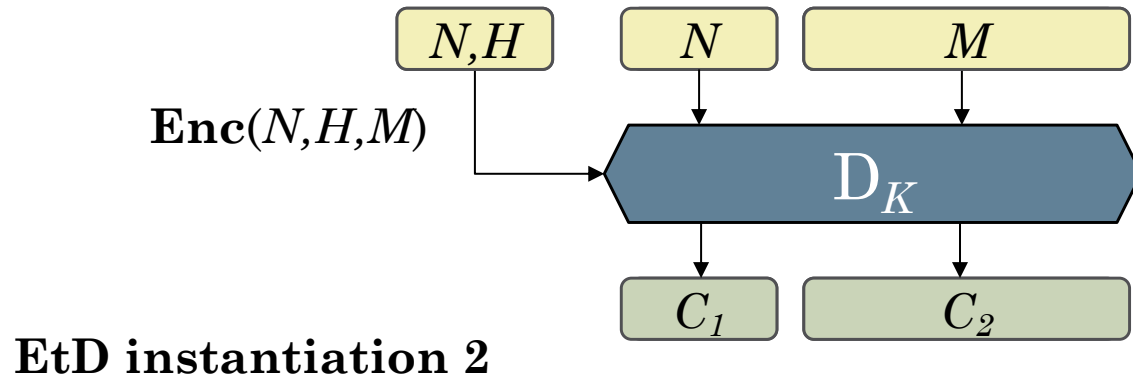 N,H N M
Enc(N,H,M)
D_K
C_1 C_2
EtD instantiation 2